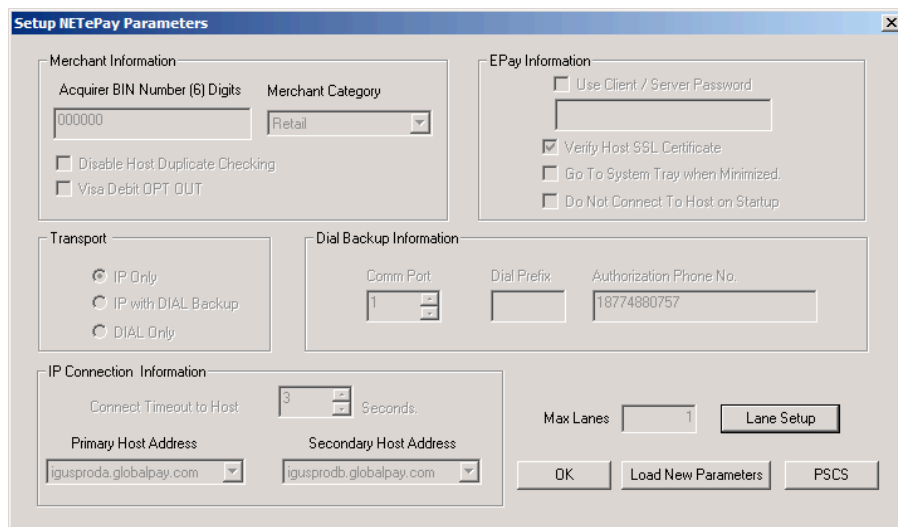 Setup NETePay Parameters
Merchant Information
Acquirer BIN Number (6) Digits
Merchant Category
000000
Retail
Disable Host Duplicate Checking
Visa Debit OPT OUT
EPay Information
Use Client / Server Password
Verify Host SSL Certificate
Go To System Tray when Minimized.
Do Not Connect To Host on Startup
Transport
IP Only
IP with DIAL Backup
DIAL Only
Dial Backup Information
Comm Port
Dial Prefix
Authorization Phone No.
1
18774880757
IP Connection Information
Connect Timeout to Host
3
Seconds.
Primary Host Address
Secondary Host Address
igusproda.globalpay.com
igusprodb.globalpay.com
Max Lanes
1
Lane Setup
OK
Load New Parameters
PSCS